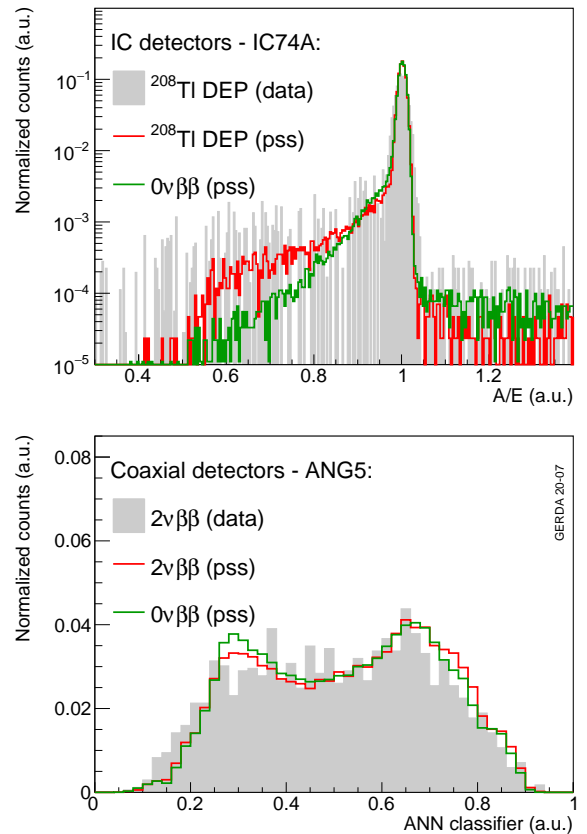 Normalized counts (a.u.)
IC detectors - IC74A:
²⁰⁸Tl DEP (data)
²⁰⁸Tl DEP (pss)
0νββ (pss)
10⁻¹
10⁻²
10⁻³
10⁻⁴
10⁻⁵
0.4 0.6 0.8 1 1.2
A/E (a.u.)
Normalized counts (a.u.)
Coaxial detectors - ANG5:
2νββ (data)
2νββ (pss)
0νββ (pss)
GERDA 20-07
0.08
0.06
0.04
0.02
0
0 0.2 0.4 0.6 0.8 1
ANN classifier (a.u.)